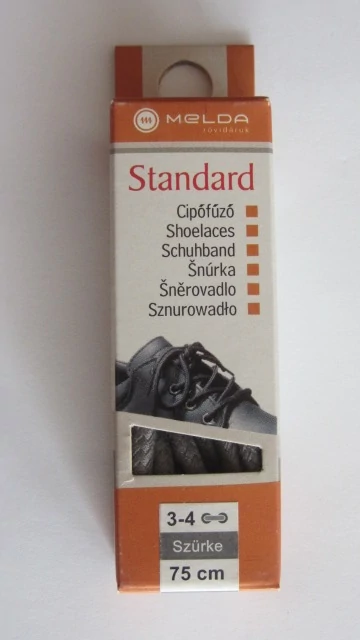 MELDA
rövidáruk
Standard
Cipőfűző
Shoelaces
Schuhband
Šnúrka
Šněrovadlo
Sznurowadło
3-4
Szürke
75 cm